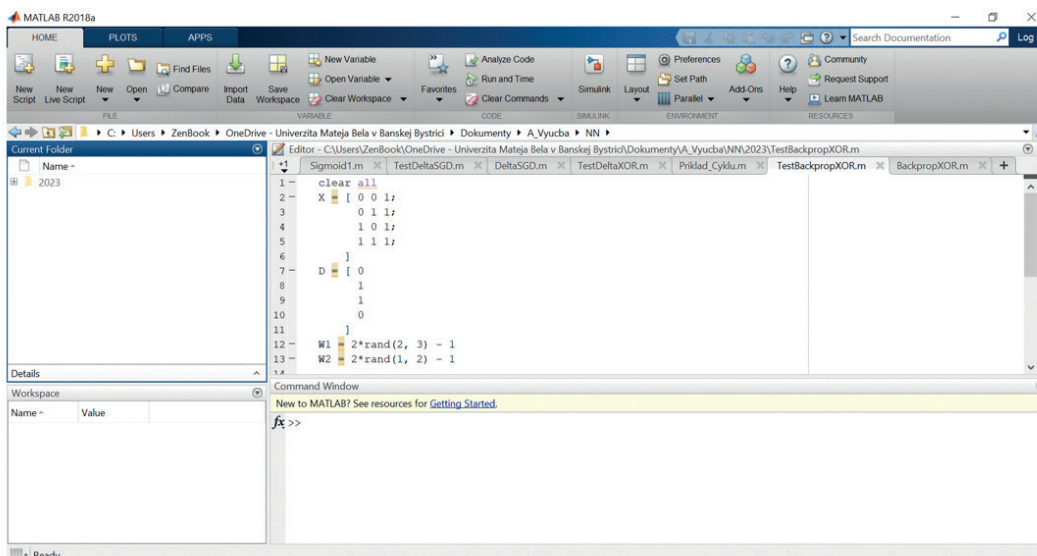 MATLAB R2018a
HOME PLOTS APPS
Search Documentation
Log
New Script
New Live Script
New
Open
Find Files
Compare
Import Data
Save Workspace
New Variable
Open Variable
Clear Workspace
Favorites
Analyze Code
Run and Time
Clear Commands
Simulink
Layout
Preferences
Set Path
Parallel
Add-Ons
Help
Community
Request Support
Learn MATLAB
FILE VARIABLE CODE SIMULINK ENVIRONMENT RESOURCES
C: Users ZenBook OneDrive - Univerzita Mateja Bela v Banskej Bystrici Dokumenty A_Vyucba NN
Current Folder
Name
2023
Details
Workspace
Name Value
Editor - C:\Users\ZenBook\OneDrive - Univerzita Mateja Bela v Banskej Bystrici\Dokumenty\A_Vyucba\NN\2023\TestBackpropXOR.m
+1 Sigmoid1.m TestDeltaSGD.m DeltaSGD.m TestDeltaXOR.m Priklad_Cyklu.m TestBackpropXOR.m BackpropXOR.m +
1 - clear all
2 - X = [ 0 0 1;
3 0 1 1;
4 1 0 1;
5 1 1 1;
6 ]
7 - D = [ 0
8 1
9 1
10 0
11 ]
12 - W1 = 2*rand(2, 3) - 1
13 - W2 = 2*rand(1, 2) - 1
14
Command Window
New to MATLAB? See resources for Getting Started.
fx >>
Ready